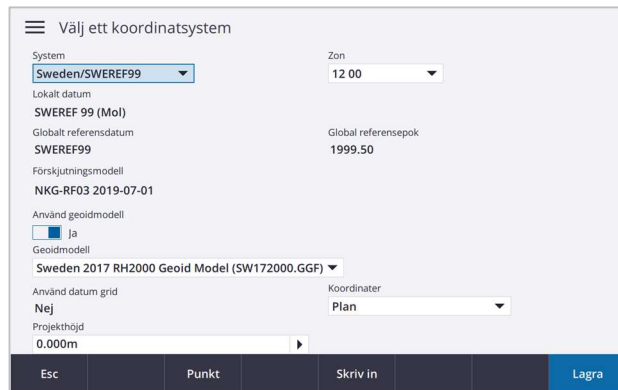 Välj ett koordinatsystem
System
Zon
Sweden/SWEREF99
12 00
Lokalt datum
SWEREF 99 (Mol)
Globalt referensdatum
Global referensepok
SWEREF99
1999.50
Förskjutningsmodell
NKG-RF03 2019-07-01
Använd geoidmodell
Ja
Geoidmodell
Sweden 2017 RH2000 Geoid Model (SW172000.GGF)
Använd datum grid
Koordinater
Nej
Plan
Projekthöjd
0.000m
Esc
Punkt
Skriv in
Lagra